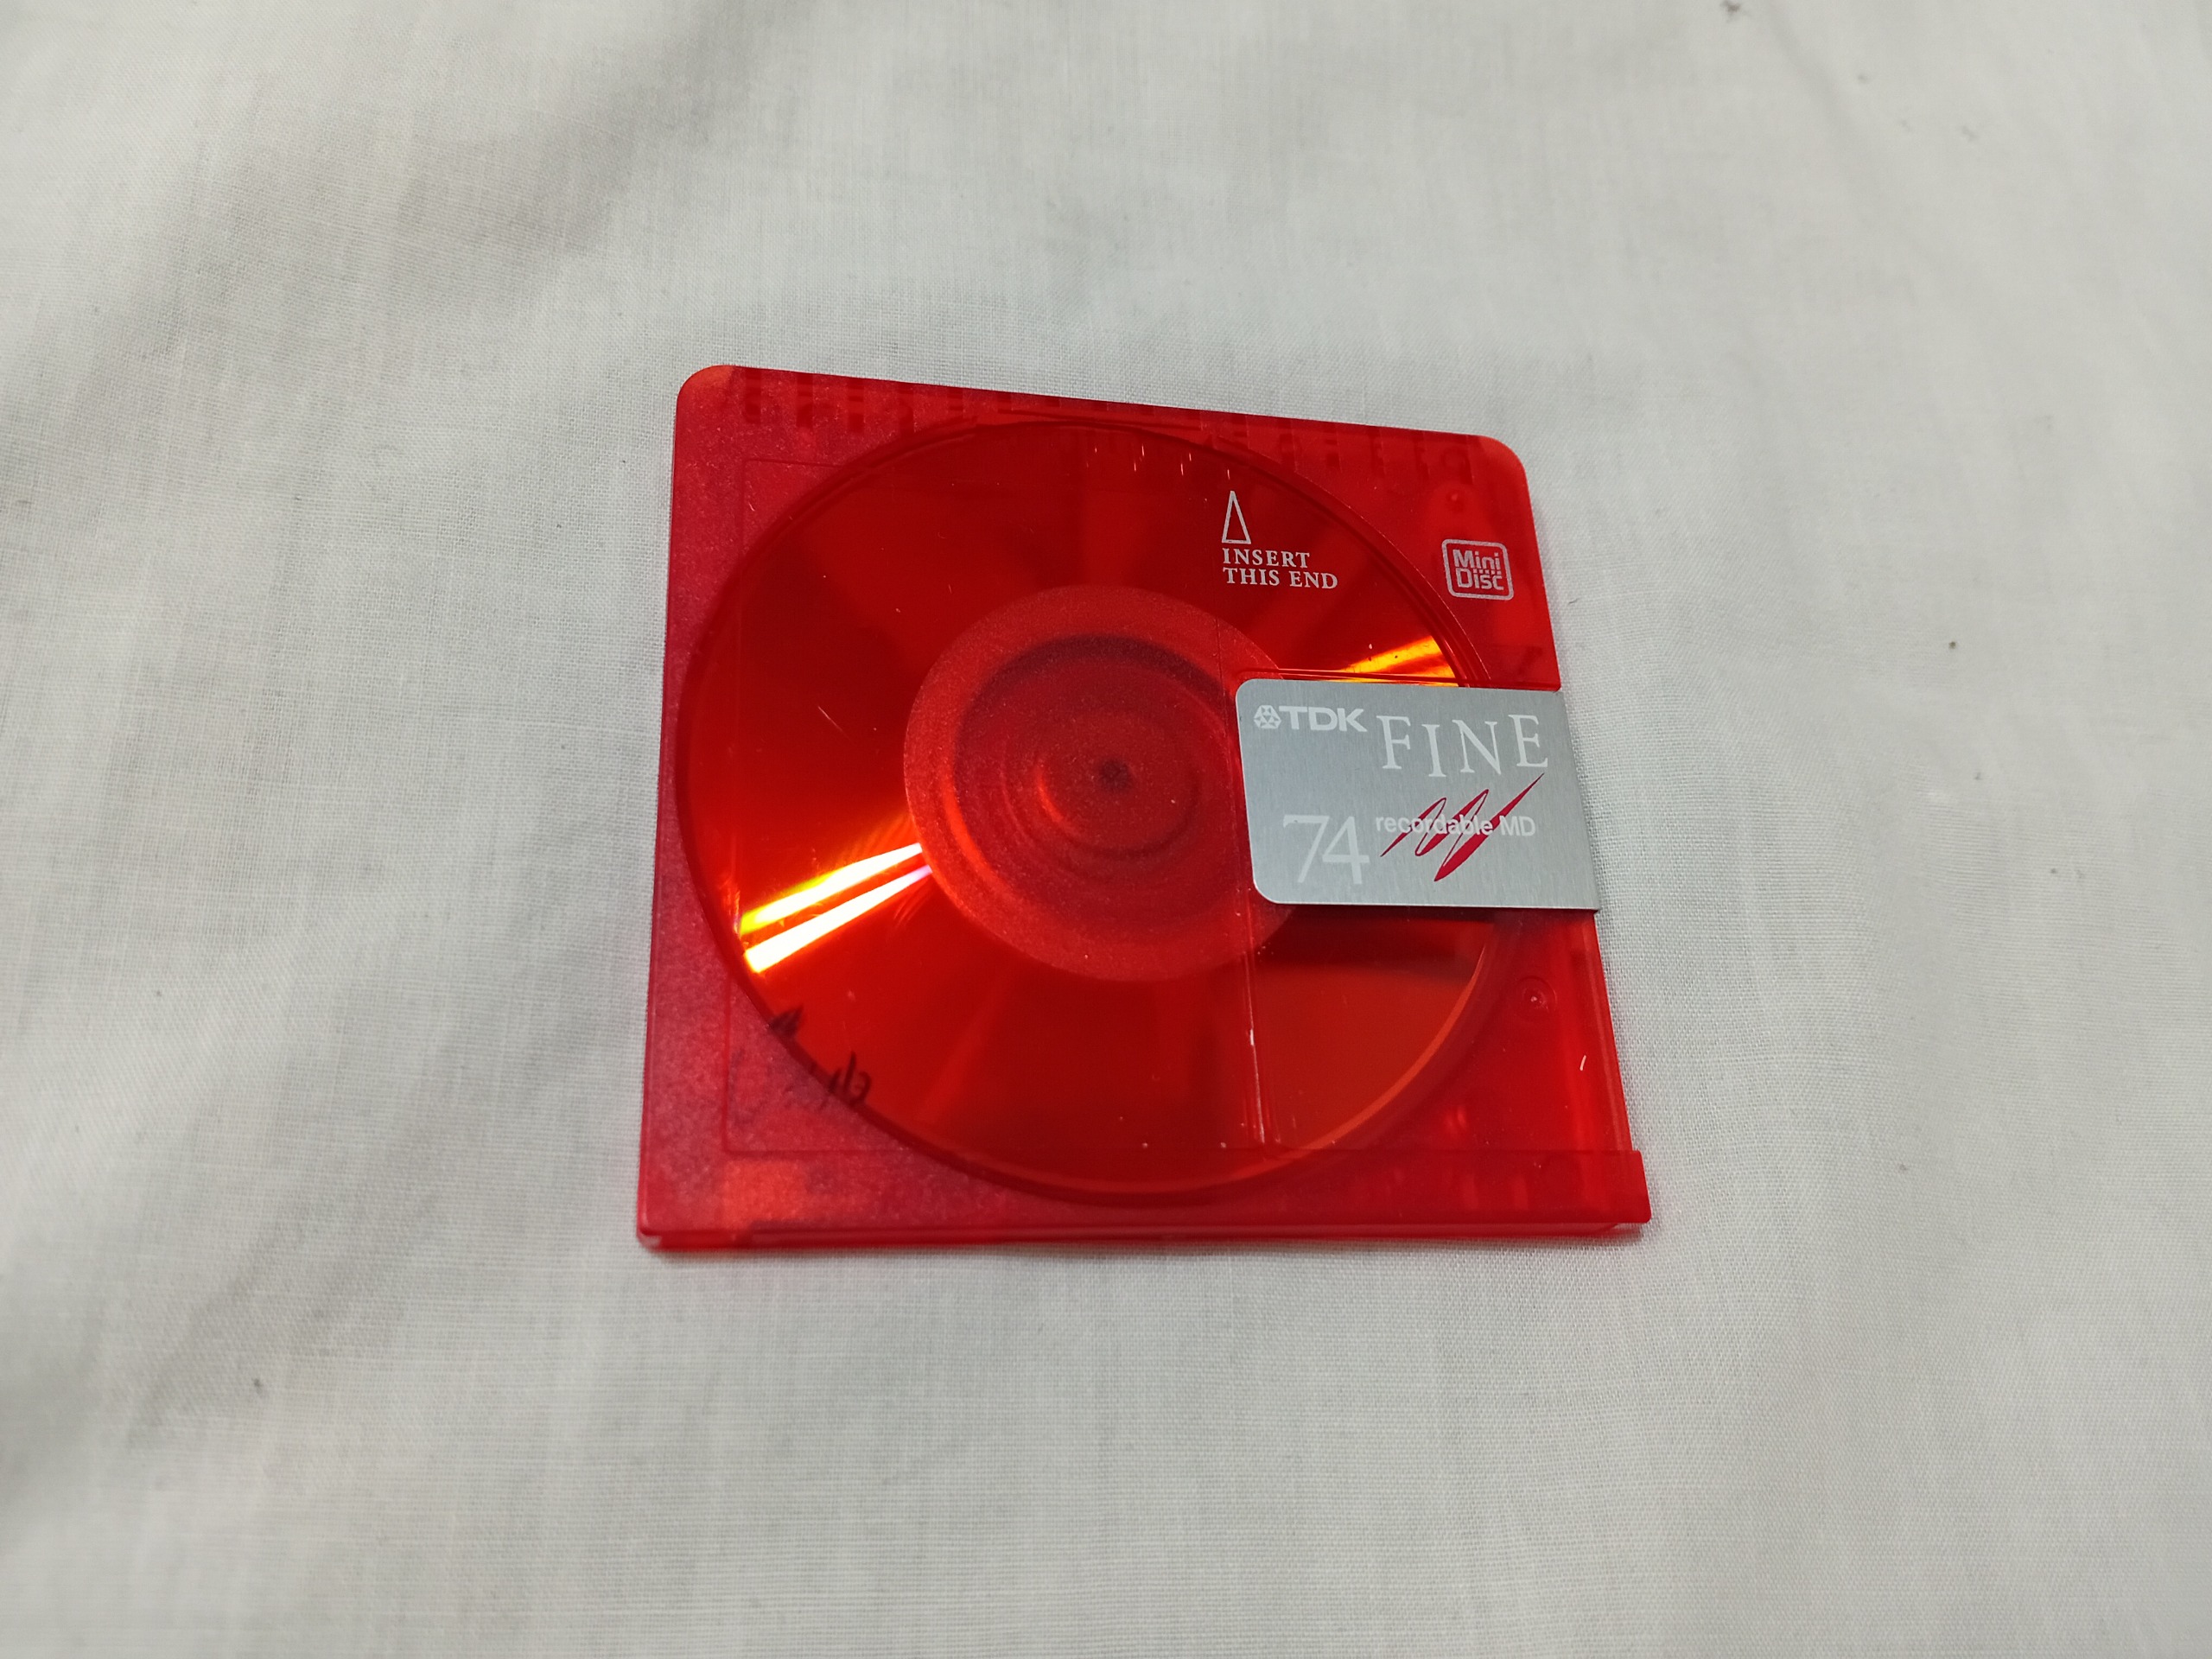 INSERT
THIS END
Mini
Disc
TDK FINE
74 recordable MD